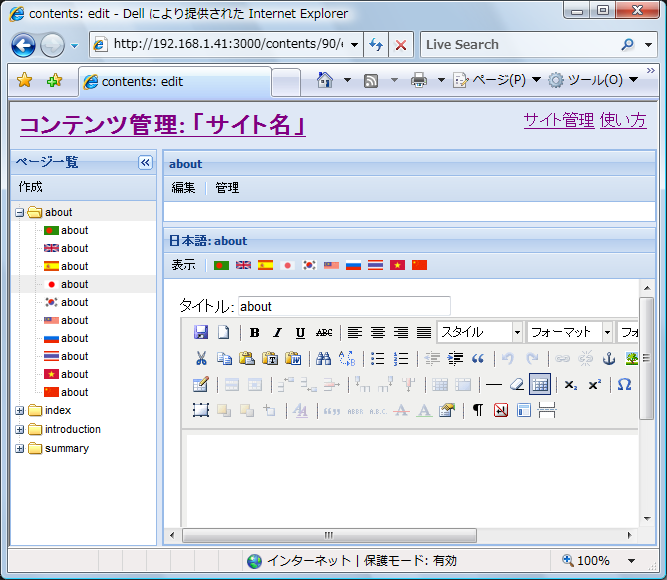 contents: edit - Dell により提供された Internet Explorer
http://192.168.1.41:3000/contents/90/e
Live Search
contents: edit
ページ(P)
ツール(O)
コンテンツ管理: 「サイト名」
サイト管理 使い方
ページ一覧
作成
about
about
about
about
about
about
about
about
about
about
about
index
introduction
summary
about
編集 管理
日本語: about
表示
タイトル: about
B I U ABC
スタイル
フォーマット
フォ
インターネット | 保護モード: 有効
100%